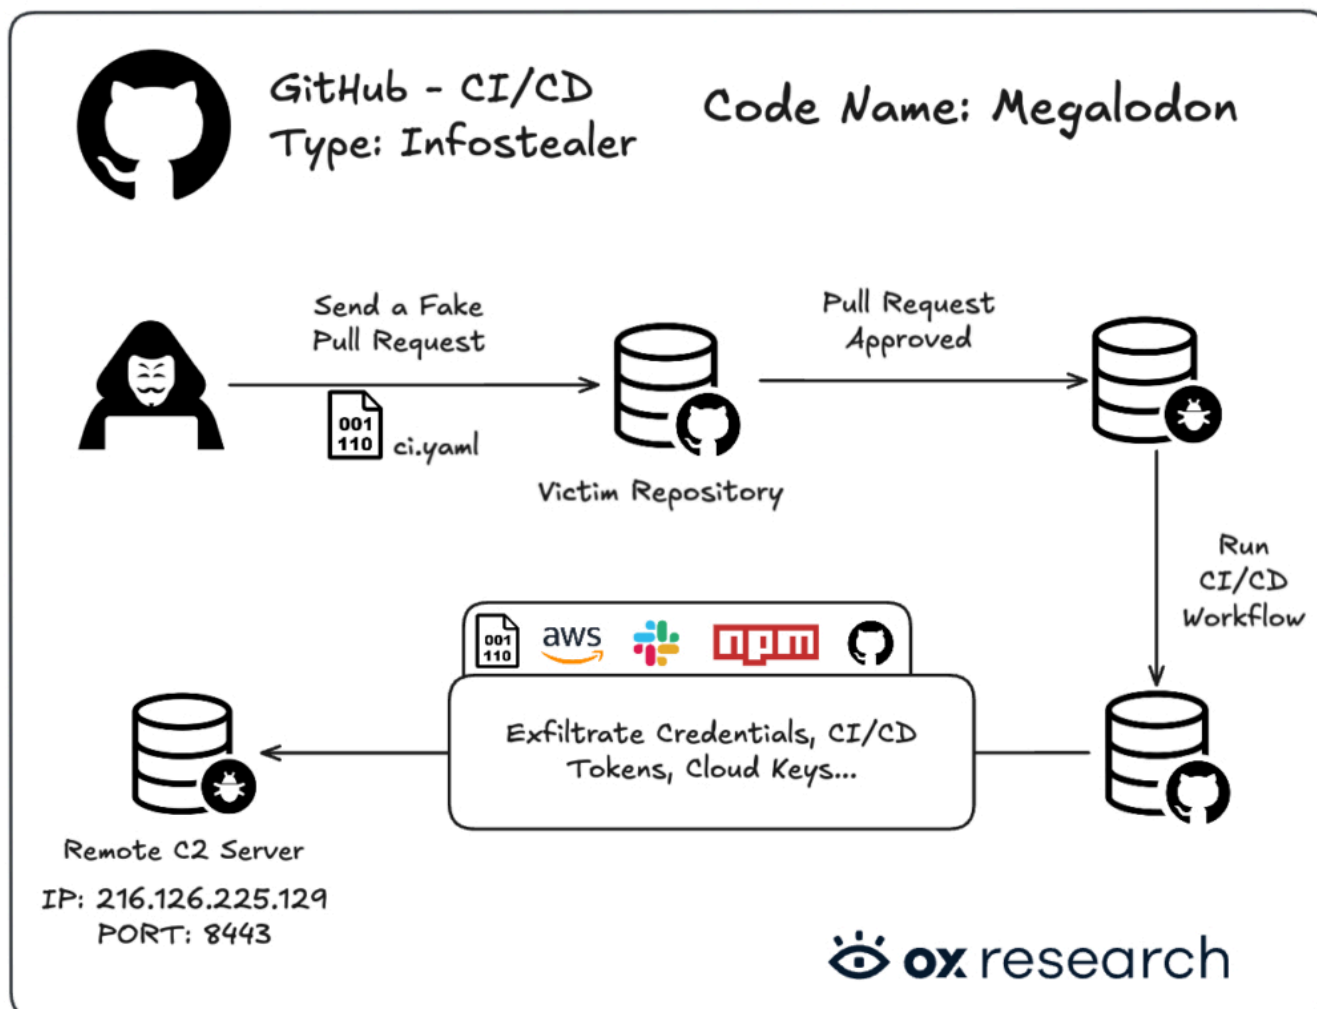 GitHub - CI/CD
Type: Infostealer
Code Name: Megalodon
Send a Fake
Pull Request
001
110
ci.yaml
Victim Repository
Pull Request
Approved
Run
CI/CD
Workflow
001
110
aws
npm
Exfiltrate Credentials, CI/CD
Tokens, Cloud Keys...
Remote C2 Server
IP: 216.126.225.129
PORT: 8443
ox research